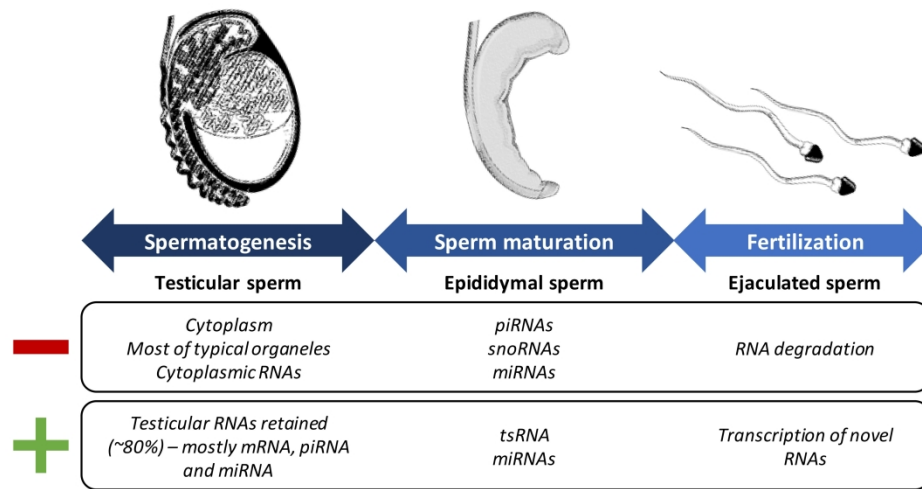 Spermatogenesis
Sperm maturation
Fertilization
Testicular sperm
Epididymal sperm
Ejaculated sperm
Cytoplasm
Most of typical organeles
Cytoplasmic RNAs
piRNAs
snoRNAs
miRNAs
RNA degradation
Testicular RNAs retained
(~80%) – mostly mRNA, piRNA
and miRNA
tsRNA
miRNAs
Transcription of novel
RNAs